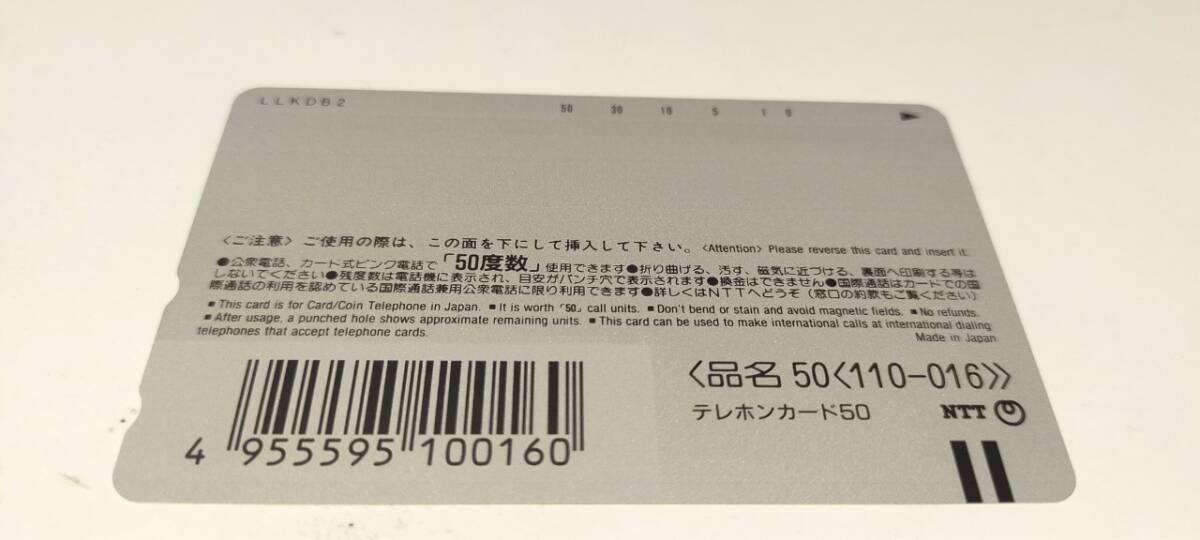 LLKDB2
50 30 10 5 1 0
〈ご注意〉ご使用の際は、この面を下にして挿入して下さい。〈Attention〉Please reverse this card and insert it.
●公衆電話、カード式ピンク電話で「50度数」使用できます●折り曲げる、汚す、磁気に近づける、裏面へ印刷する等は
しないでください●残度数は電話機に表示され、目安がパンチ穴で表示されます●換金はできません●国際通話はカードでの国
際通話の利用を認めている国際通話兼用公衆電話に限り利用できます●詳しくはNTTへどうぞ（窓口の約款もご覧ください）
■ This card is for Card/Coin Telephone in Japan. ■ It is worth「50」call units. ■ Don't bend or stain and avoid magnetic fields. ■ No refunds.
■ After usage, a punched hole shows approximate remaining units. ■ This card can be used to make international calls at international dialing
telephones that accept telephone cards.
Made in Japan
〈品名 50〈110-016〉〉
テレホンカード50 NTT
4 955595 100160